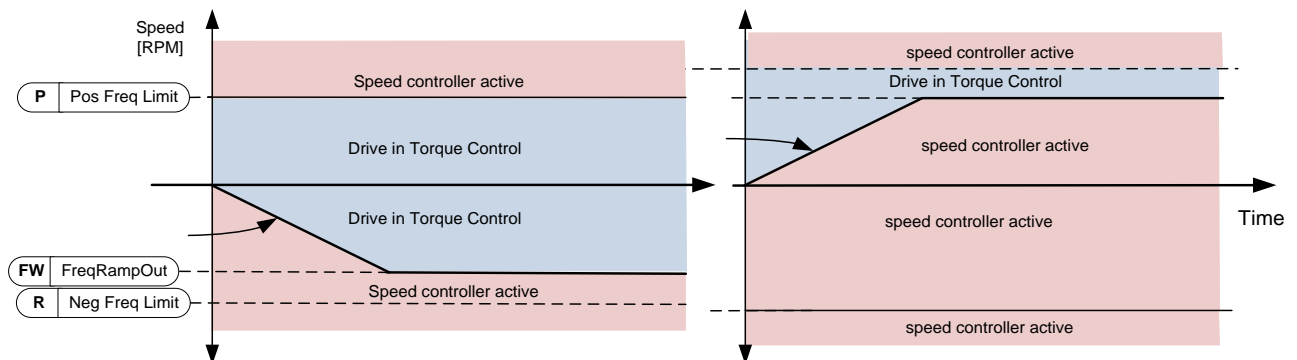 Speed
[RPM]
Speed controller active
P Pos Freq Limit
Drive in Torque Control
Drive in Torque Control
FW FreqRampOut
Speed controller active
R Neg Freq Limit
speed controller active
Drive in Torque Control
speed controller active
speed controller active
Time
speed controller active